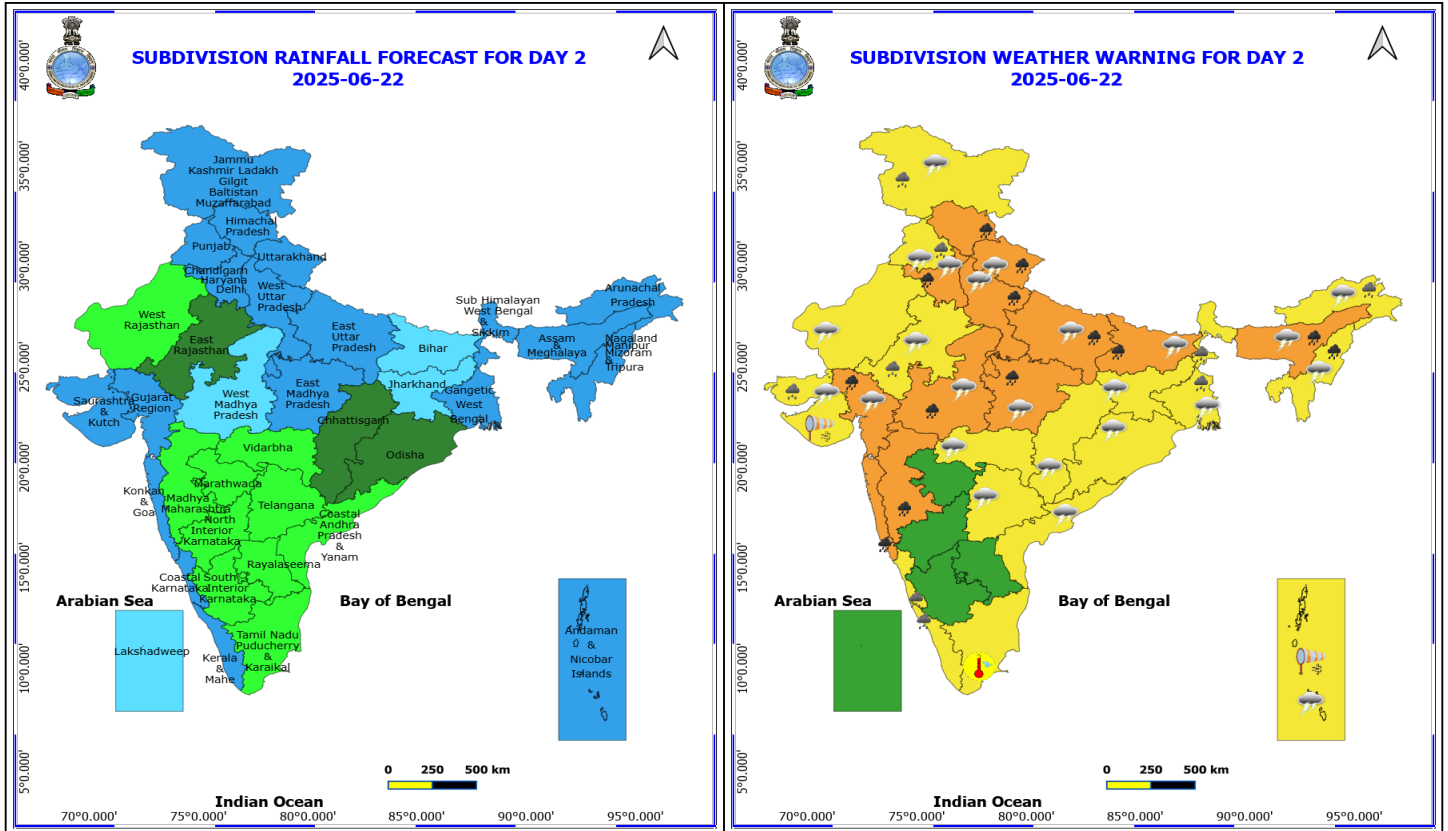 SUBDIVISION RAINFALL FORECAST FOR DAY 2
2025-06-22
40°0.000'
35°0.000'
30°0.000'
25°0.000'
20°0.000'
15°0.000'
10°0.000'
5°0.000'
Jammu
Kashmir Ladakh
Gilgit
Baltistan
Muzaffarabad
Himachal
Pradesh
Punjab
Uttarakhand
Chandigarh
Haryana
Delhi
West
Uttar
Pradesh
West
Rajasthan
East
Rajasthan
East
Uttar
Pradesh
Bihar
Sub Himalayan
West Bengal
&
Sikkim
Arunachal
Pradesh
Assam
&
Meghalaya
Nagaland
Manipur
Mizoram
&
Tripura
Jharkhand
Gangetic
West
Bengal
Saurashtra
&
Kutch
Gujarat
Region
West
Madhya
Pradesh
East
Madhya
Pradesh
Chhattisgarh
Odisha
Vidarbha
Marathwada
Madhya
Maharashtra
Konkan
&
Goa
Telangana
North
Interior
Karnataka
Coastal
Andhra
Pradesh
&
Yanam
Rayalaseema
Coastal
Karnataka
South
Interior
Karnataka
Arabian Sea
Bay of Bengal
Lakshadweep
Kerala
&
Mahe
Tamil Nadu
Puducherry
&
Karaikal
Andaman
&
Nicobar
Islands
0 250 500 km
Indian Ocean
70°0.000' 75°0.000' 80°0.000' 85°0.000' 90°0.000' 95°0.000'
SUBDIVISION WEATHER WARNING FOR DAY 2
2025-06-22
40°0.000'
35°0.000'
30°0.000'
25°0.000'
20°0.000'
15°0.000'
10°0.000'
5°0.000'
Arabian Sea
Bay of Bengal
0 250 500 km
Indian Ocean
70°0.000' 75°0.000' 80°0.000' 85°0.000' 90°0.000' 95°0.000'